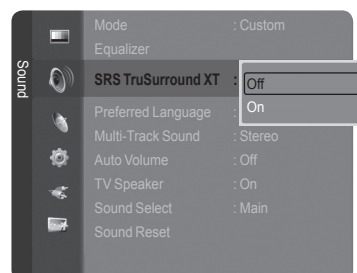 Sound
Mode : Custom
Equalizer
SRS TruSurround XT : Off
On
Preferred Language :
Multi-Track Sound : Stereo
Auto Volume : Off
TV Speaker : On
Sound Select : Main
Sound Reset